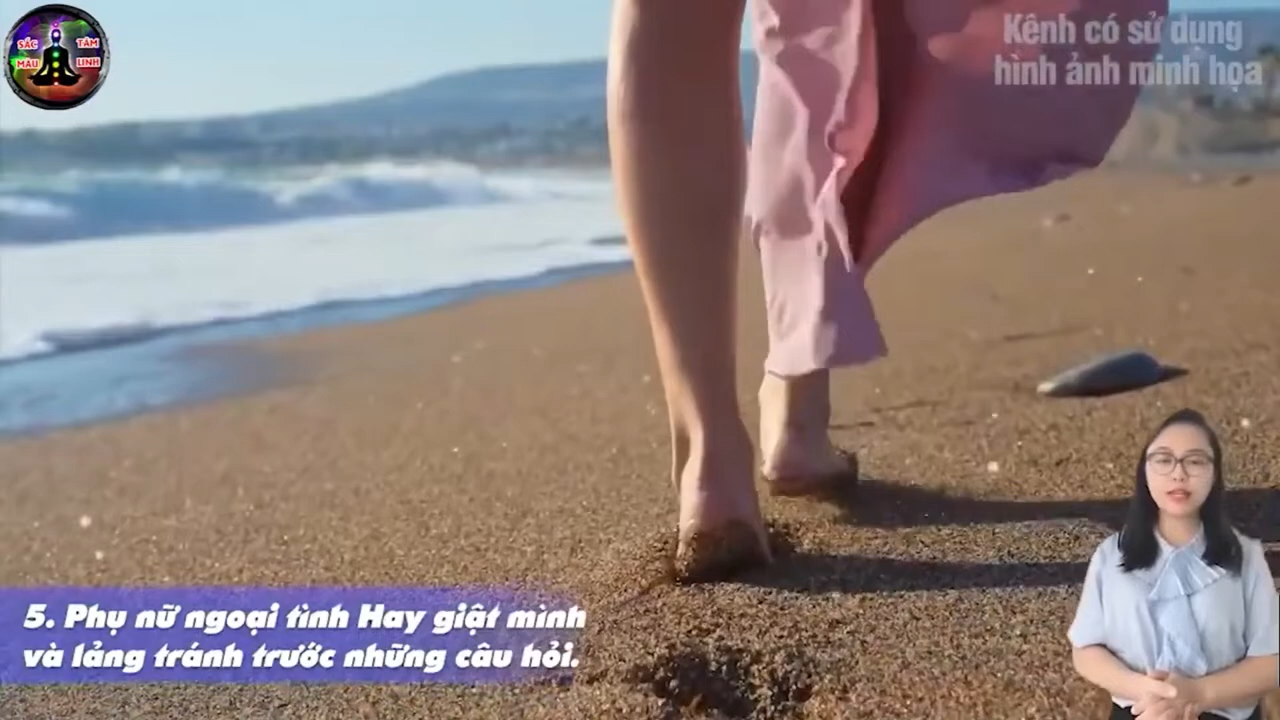 SẮC
MÀU
TÂM
LINH
Kênh có sử dụng
hình ảnh minh họa
5. Phụ nữ ngoại tình Hay giật mình
và lảng tránh trước những câu hỏi.